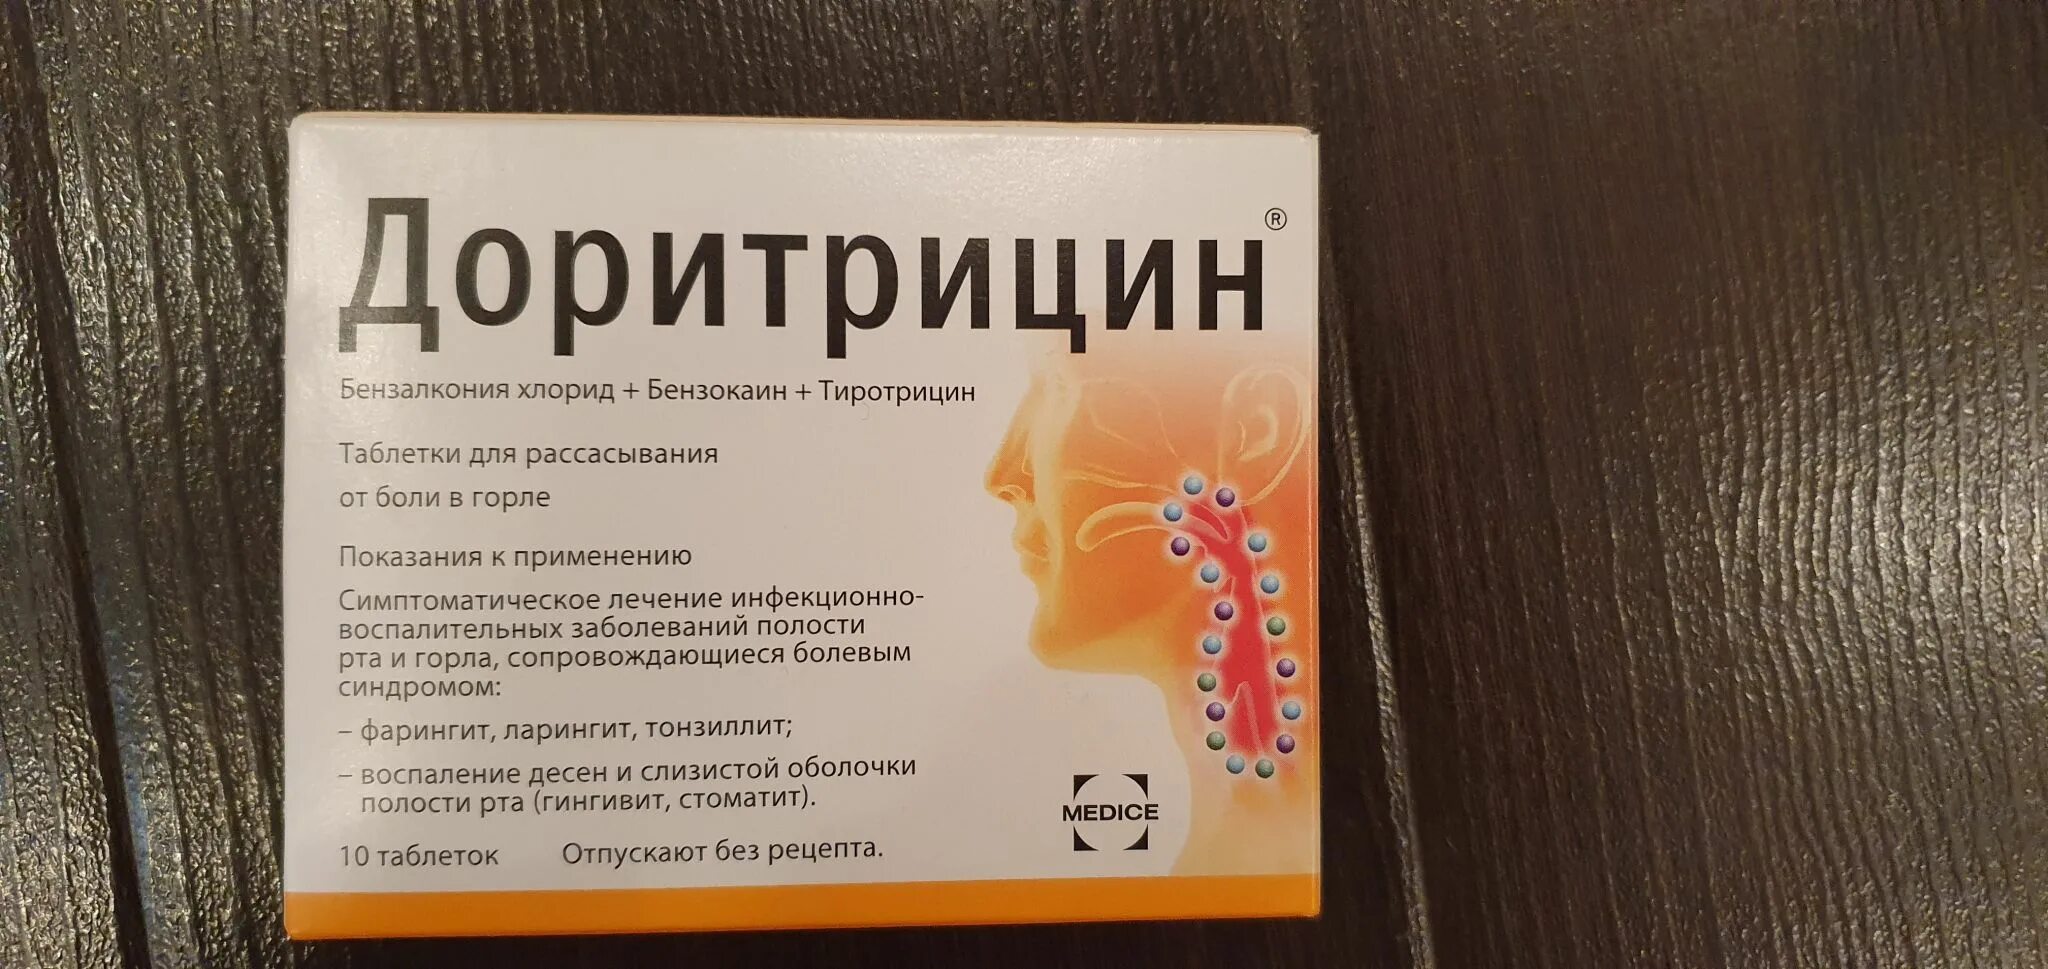 Доритрицин®
Бензалкония хлорид + Бензокаин + Тиротрицин
Таблетки для рассасывания
от боли в горле
Показания к применению
Симптоматическое лечение инфекционно-
воспалительных заболеваний полости
рта и горла, сопровождающиеся болевым
синдромом:
– фарингит, ларингит, тонзиллит;
– воспаление десен и слизистой оболочки
полости рта (гингивит, стоматит).
MEDICE
10 таблеток Отпускают без рецепта.